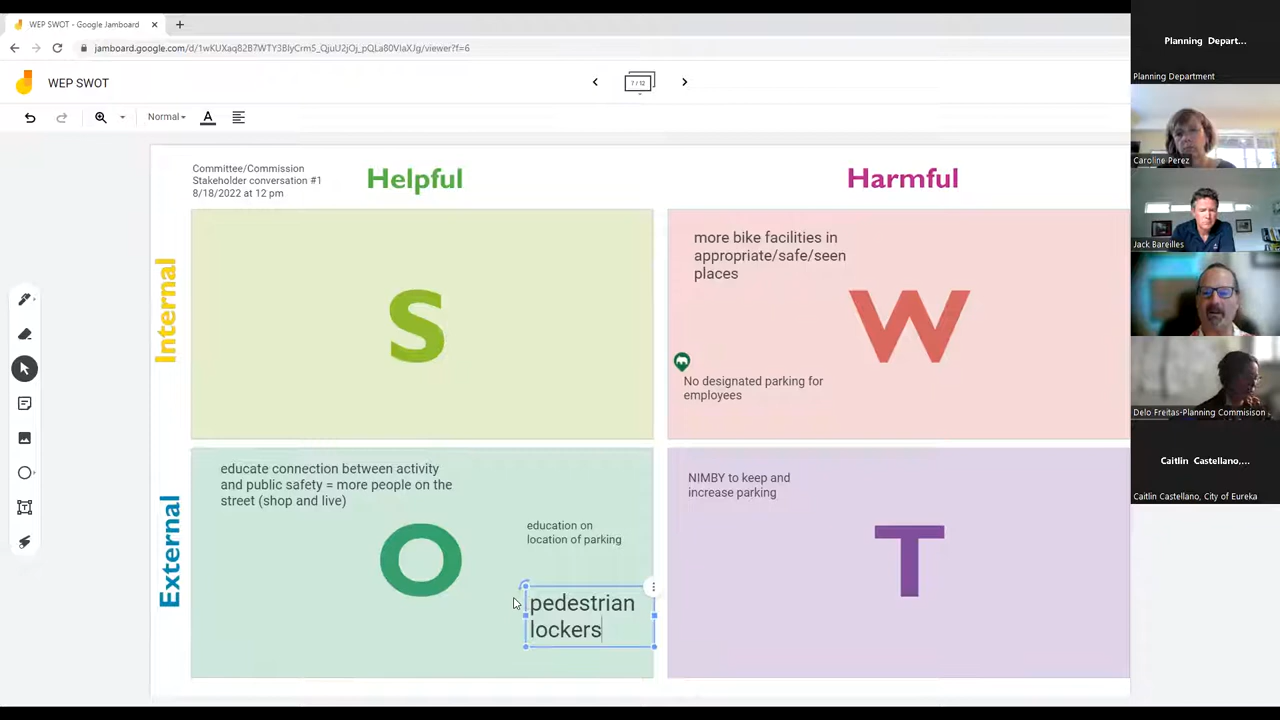 WEP SWOT - Google Jamboard
jamboard.google.com/d/1wKUXaq82B7WTY3BlyCrm5_QjuU2jOj_pQLa80VlaXJg/viewer?f=6
WEP SWOT
7 / 12
Normal
A
Committee/Commission
Stakeholder conversation #1
8/18/2022 at 12 pm
Helpful
Harmful
Internal
S
more bike facilities in
appropriate/safe/seen
places
W
No designated parking for
employees
External
educate connection between activity
and public safety = more people on the
street (shop and live)
O
education on
location of parking
pedestrian
lockers
NIMBY to keep and
increase parking
T
Planning Depart...
Planning Department
Caroline Perez
Jack Bareilles
Delo Freitas-Planning Commisison
Caitlin Castellano,...
Caitlin Castellano, City of Eureka